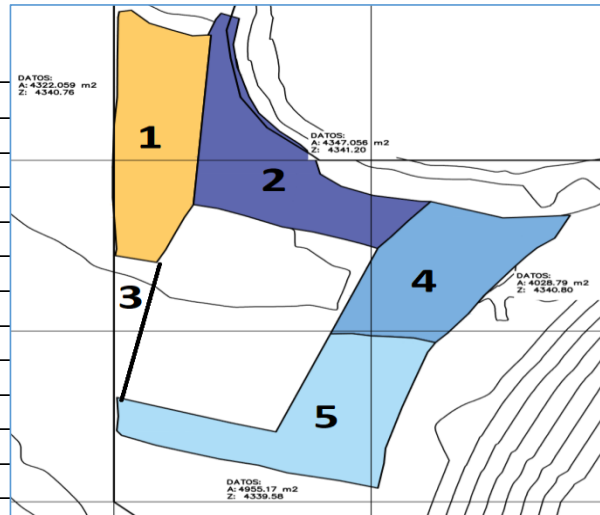 DATOS:
A: 4322.059 m2
Z: 4340.76
1
DATOS:
A: 4347.056 m2
Z: 4341.20
2
3
4
DATOS:
A: 4028.79 m2
Z: 4340.80
5
DATOS:
A: 4955.17 m2
Z: 4339.58